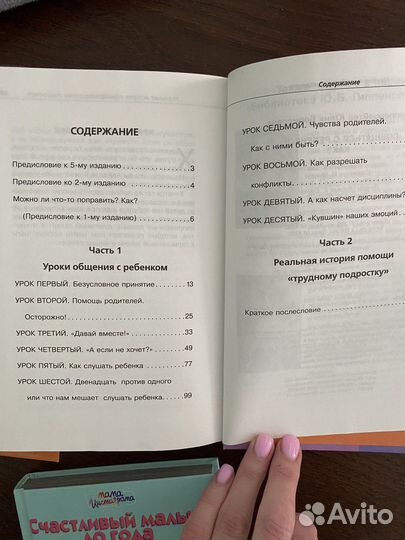 СОДЕРЖАНИЕ
Предисловие к 5-му изданию 3
Предисловие ко 2-му изданию 4
Можно ли что-то поправить? Как?
(Предисловие к 1-му изданию) 6
Часть 1
Уроки общения с ребенком
УРОК ПЕРВЫЙ. Безусловное принятие 13
УРОК ВТОРОЙ. Помощь родителей.
Осторожно! 25
УРОК ТРЕТИЙ. «Давай вместе!» 33
УРОК ЧЕТВЕРТЫЙ. «А если не хочет?» 49
УРОК ПЯТЫЙ. Как слушать ребенка 77
УРОК ШЕСТОЙ. Двенадцать против одного
или что нам мешает слушать ребенка. 99
Содержание
УРОК СЕДЬМОЙ. Чувства родителей.
Как с ними быть?
УРОК ВОСЬМОЙ. Как разрешать
конфликты
УРОК ДЕВЯТЫЙ. А как насчет дисциплины?
УРОК ДЕСЯТЫЙ. «Кувшин» наших эмоций
Часть 2
Реальная история помощи
«трудному подростку»
Краткое послесловие
мама
Инстаграма
Счастливый малы
до года
Avito